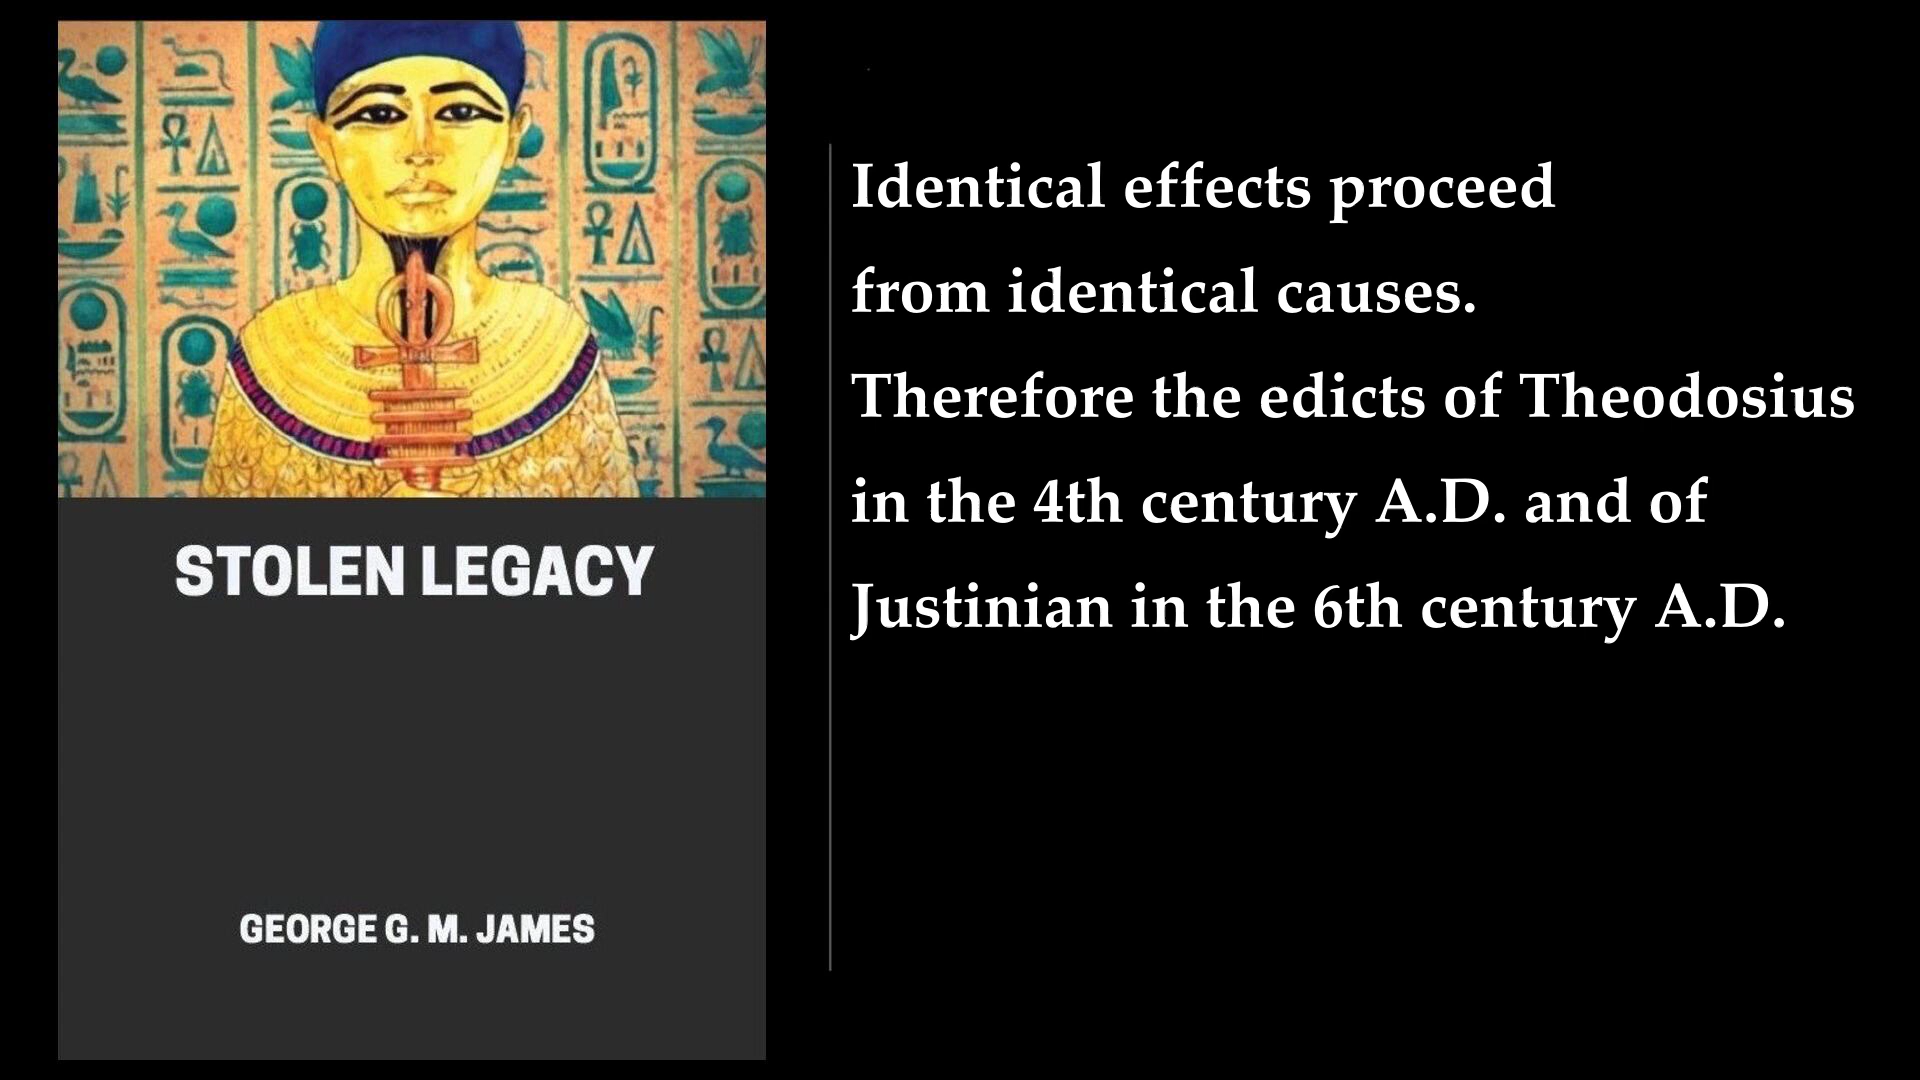 STOLEN LEGACY
GEORGE G. M. JAMES
Identical effects proceed
from identical causes.
Therefore the edicts of Theodosius
in the 4th century A.D. and of
Justinian in the 6th century A.D.